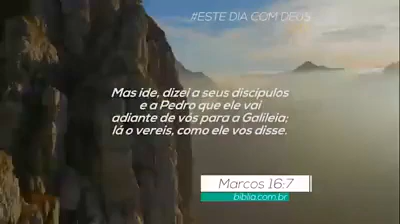 #ESTE DIA COM DEUS
Mas ide, dizei a seus discípulos
e a Pedro que ele vai
adiante de vós para a Galileia;
lá o vereis, como ele vos disse.
Marcos 16:7
biblia.com.br